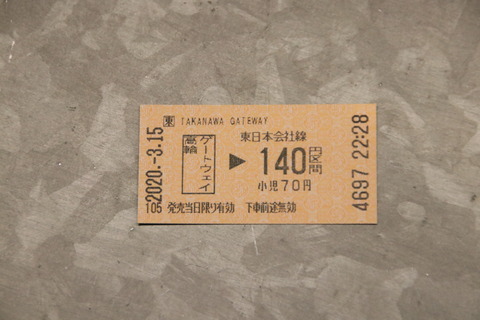 東 TAKANAWA GATEWAY
東日本会社線
高輪
ゲートウェイ
▶ 140円区間
小児70円
2020.-3.15
105 発売当日限り有効 下車前途無効
4697 22:28